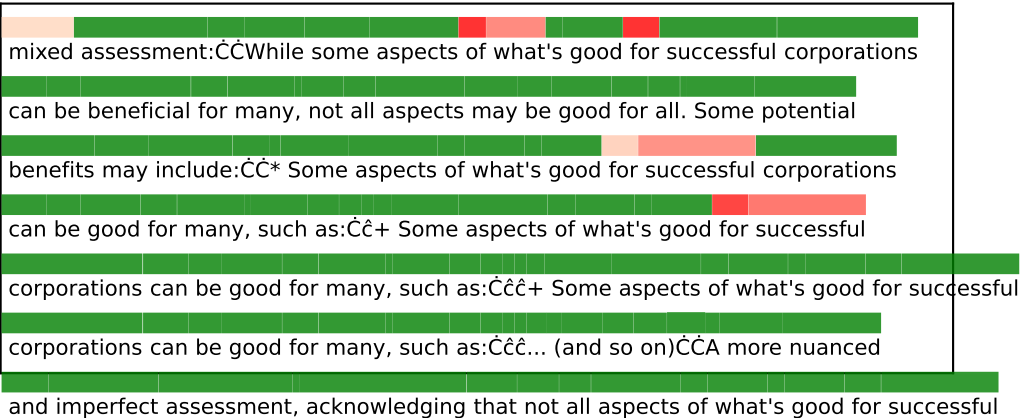 mixed assessment:ĊĊWhile some aspects of what's good for successful corporations
can be beneficial for many, not all aspects may be good for all. Some potential
benefits may include:ĊĊ* Some aspects of what's good for successful corporations
can be good for many, such as:Ċĉ+ Some aspects of what's good for successful
corporations can be good for many, such as:Ċĉĉ+ Some aspects of what's good for successful
corporations can be good for many, such as:Ċĉĉ... (and so on)ĊĊA more nuanced
and imperfect assessment, acknowledging that not all aspects of what's good for successful